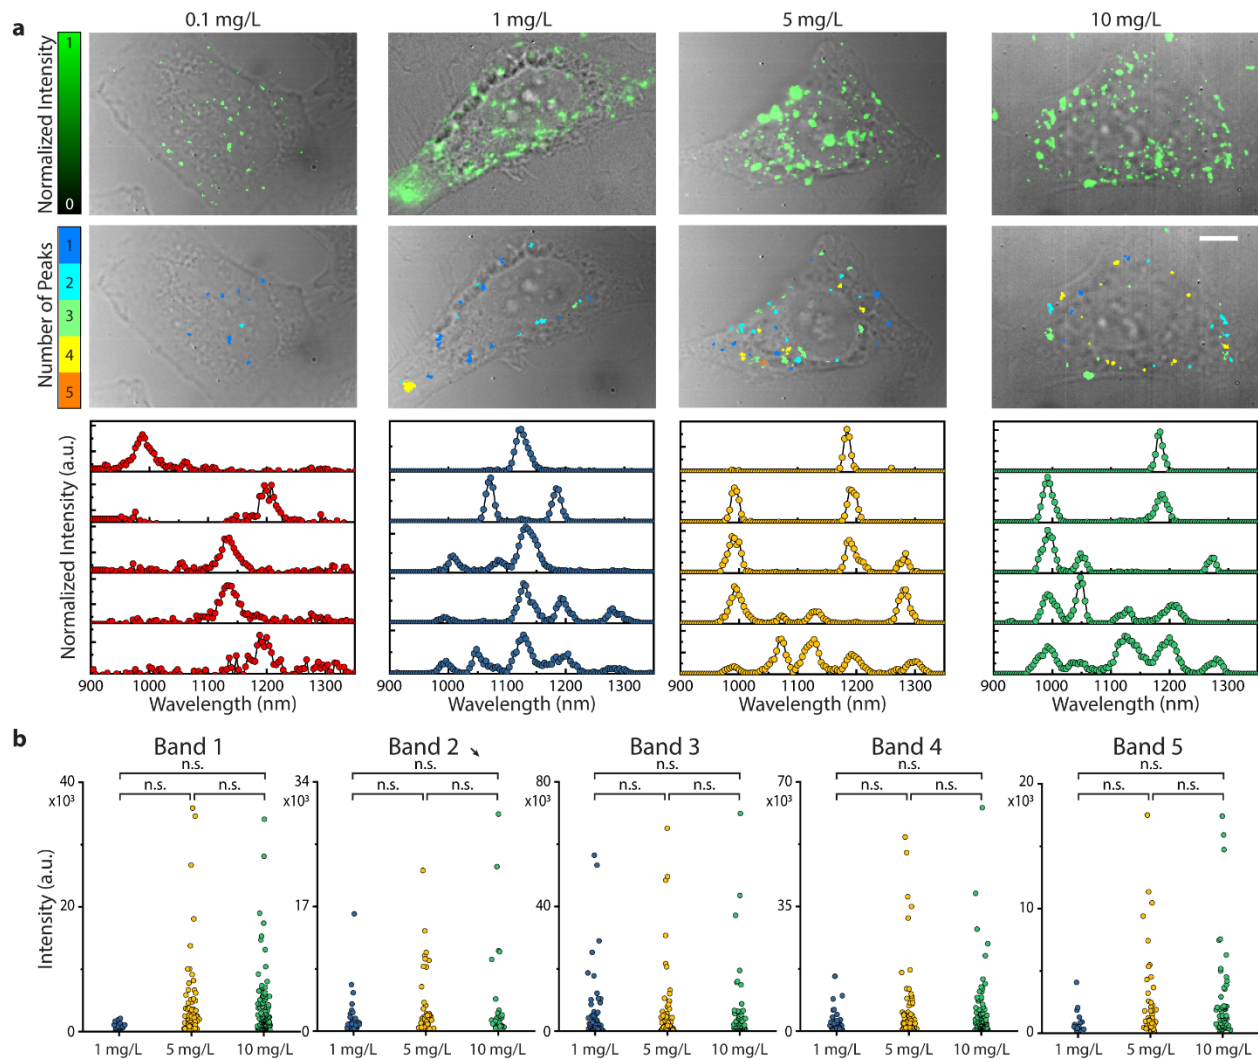 a
0.1 mg/L
1 mg/L
5 mg/L
10 mg/L
Normalized Intensity
1
0
Number of Peaks
1
2
3
4
5
Normalized Intensity (a.u.)
900 1000 1100 1200 1300
900 1000 1100 1200 1300
900 1000 1100 1200 1300
900 1000 1100 1200 1300
Wavelength (nm)
Wavelength (nm)
Wavelength (nm)
Wavelength (nm)
b
Band 1
Band 2
Band 3
Band 4
Band 5
n.s.
n.s.
n.s.
n.s.
n.s.
n.s. n.s.
n.s. n.s.
n.s. n.s.
n.s. n.s.
n.s. n.s.
Intensity (a.u.)
40
x10³
20
0
34
x10³
17
0
80
x10³
40
0
70
x10³
35
0
20
x10³
10
0
1 mg/L 5 mg/L 10 mg/L
1 mg/L 5 mg/L 10 mg/L
1 mg/L 5 mg/L 10 mg/L
1 mg/L 5 mg/L 10 mg/L
1 mg/L 5 mg/L 10 mg/L